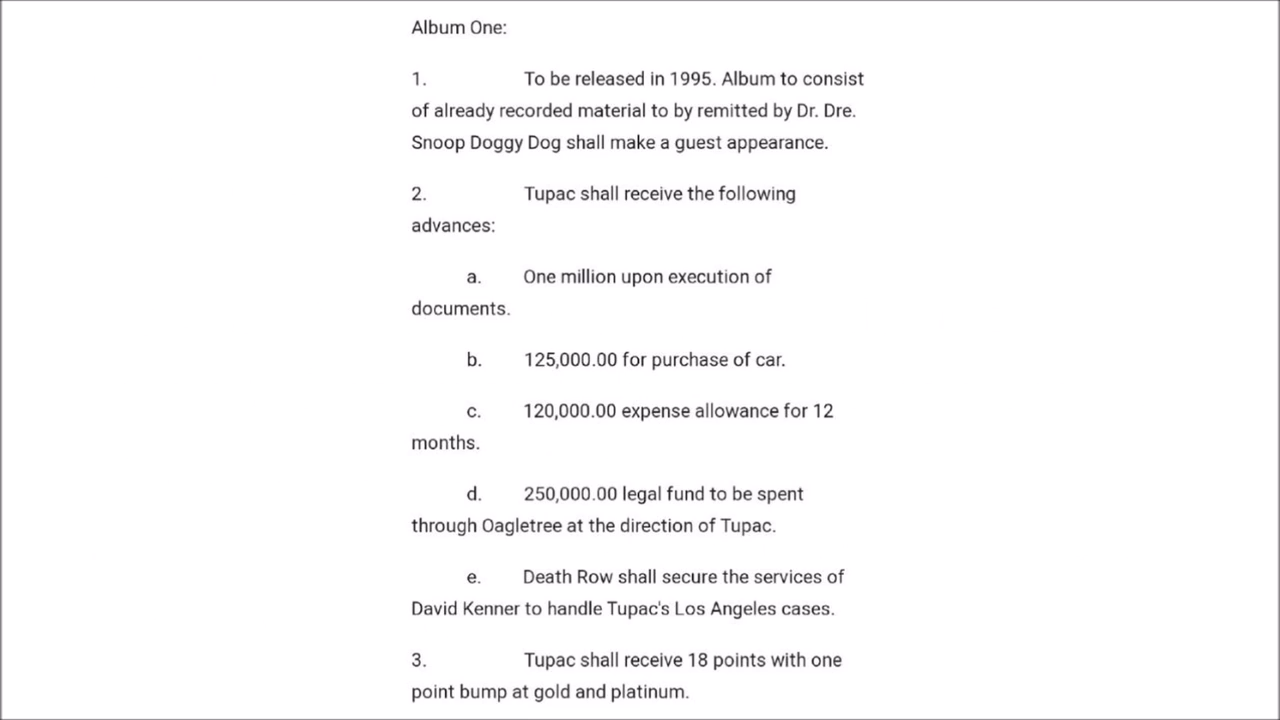 Album One:
1. To be released in 1995. Album to consist
of already recorded material to by remitted by Dr. Dre.
Snoop Doggy Dog shall make a guest appearance.
2. Tupac shall receive the following
advances:
a. One million upon execution of
documents.
b. 125,000.00 for purchase of car.
c. 120,000.00 expense allowance for 12
months.
d. 250,000.00 legal fund to be spent
through Oagletree at the direction of Tupac.
e. Death Row shall secure the services of
David Kenner to handle Tupac's Los Angeles cases.
3. Tupac shall receive 18 points with one
point bump at gold and platinum.